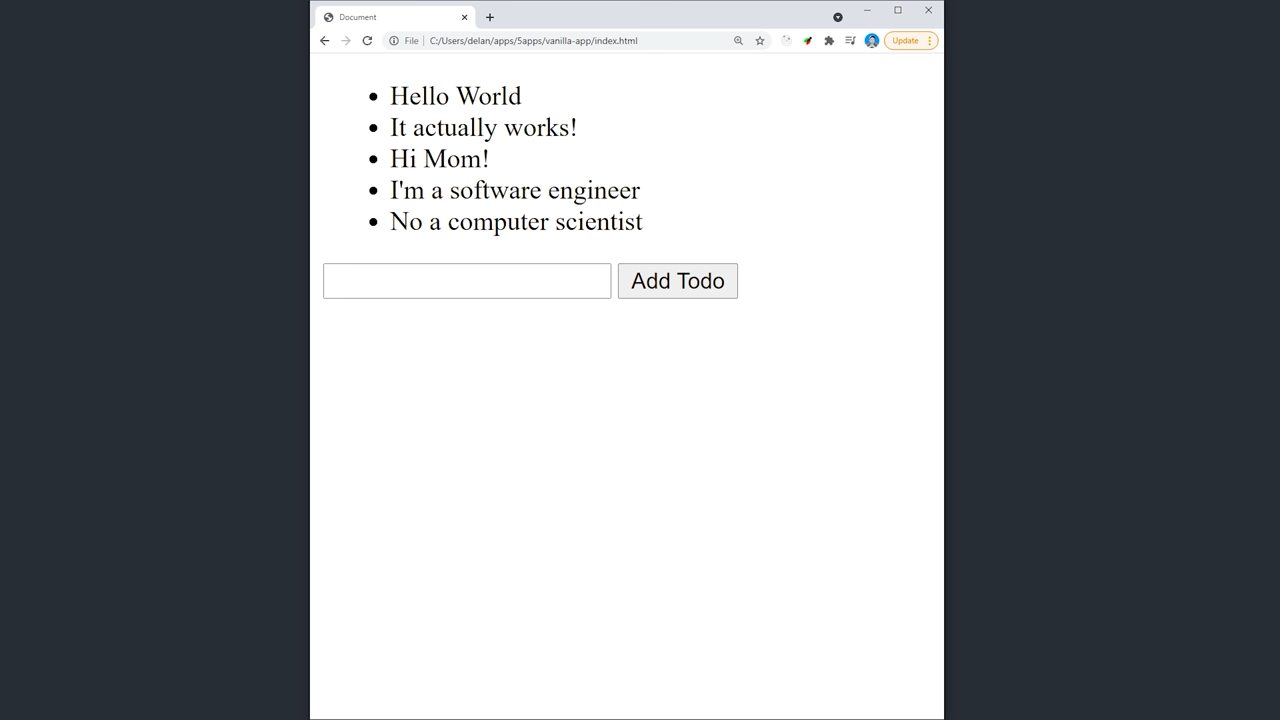 Document
File C:/Users/delan/apps/5apps/vanilla-app/index.html Update
Hello World
It actually works!
Hi Mom!
I'm a software engineer
No a computer scientist
Add Todo